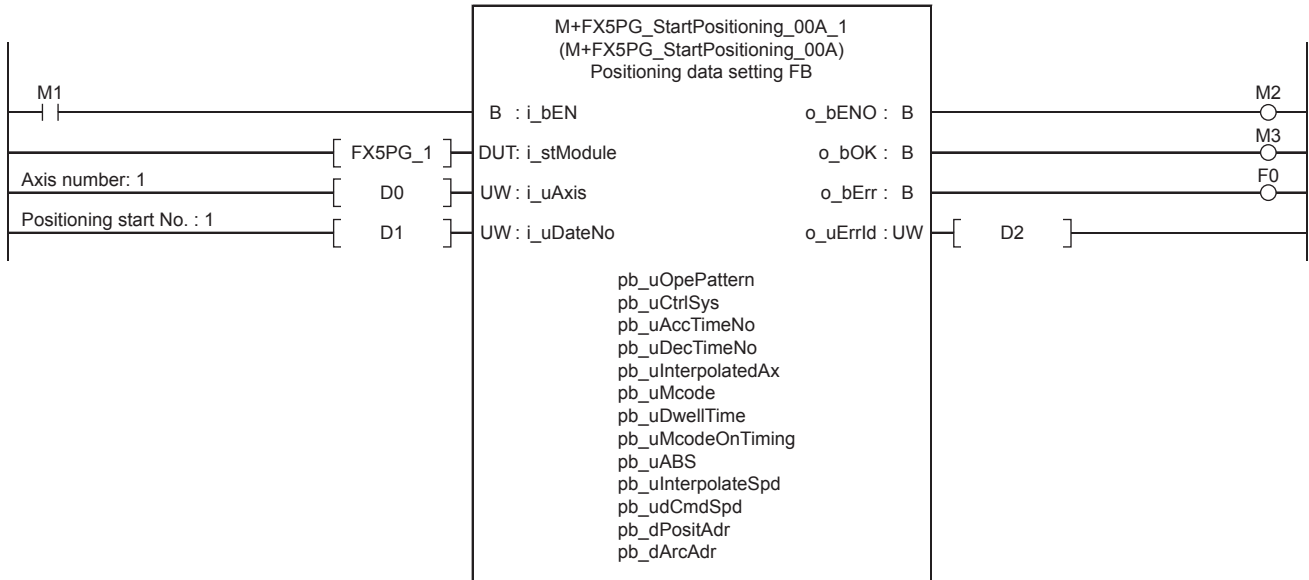 M+FX5PG_StartPositioning_00A_1
(M+FX5PG_StartPositioning_00A)
Positioning data setting FB
M1
B : i_bEN
o_bENO : B
M2
FX5PG_1
DUT: i_stModule
o_bOK : B
M3
Axis number: 1
D0
UW : i_uAxis
o_bErr : B
F0
Positioning start No. : 1
D1
UW : i_uDateNo
o_uErrId : UW
D2
pb_uOpePattern
pb_uCtrlSys
pb_uAccTimeNo
pb_uDecTimeNo
pb_uInterpolatedAx
pb_uMcode
pb_uDwellTime
pb_uMcodeOnTiming
pb_uABS
pb_uInterpolateSpd
pb_udCmdSpd
pb_dPositAdr
pb_dArcAdr